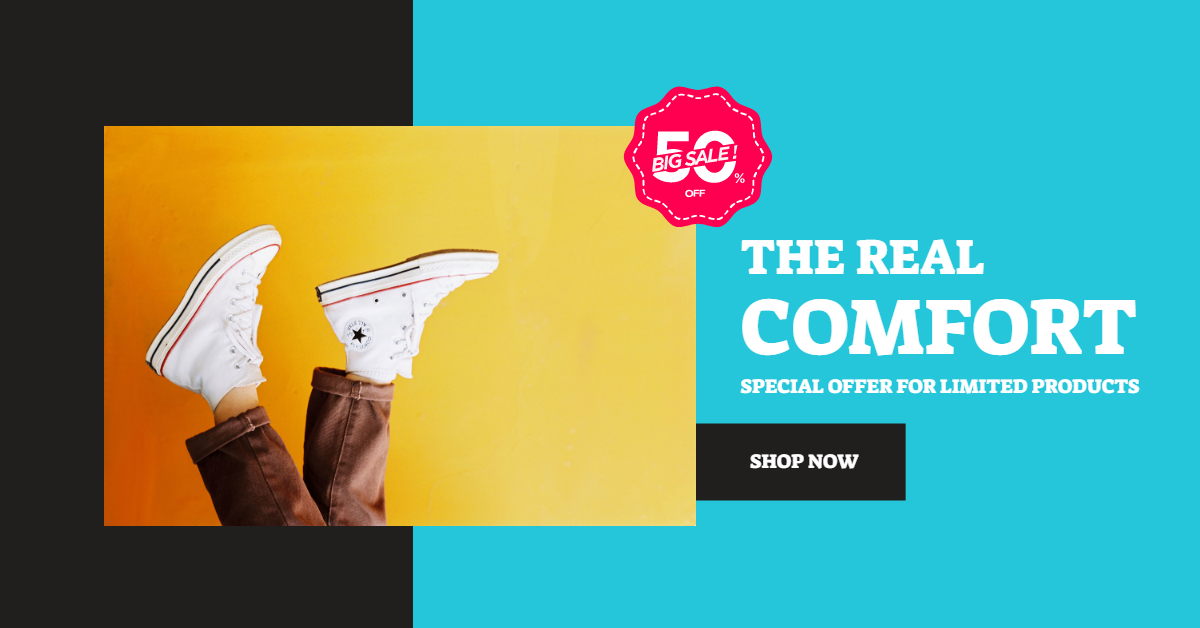 50
BIG SALE!
%
OFF
THE REAL
COMFORT
SPECIAL OFFER FOR LIMITED PRODUCTS
SHOP NOW